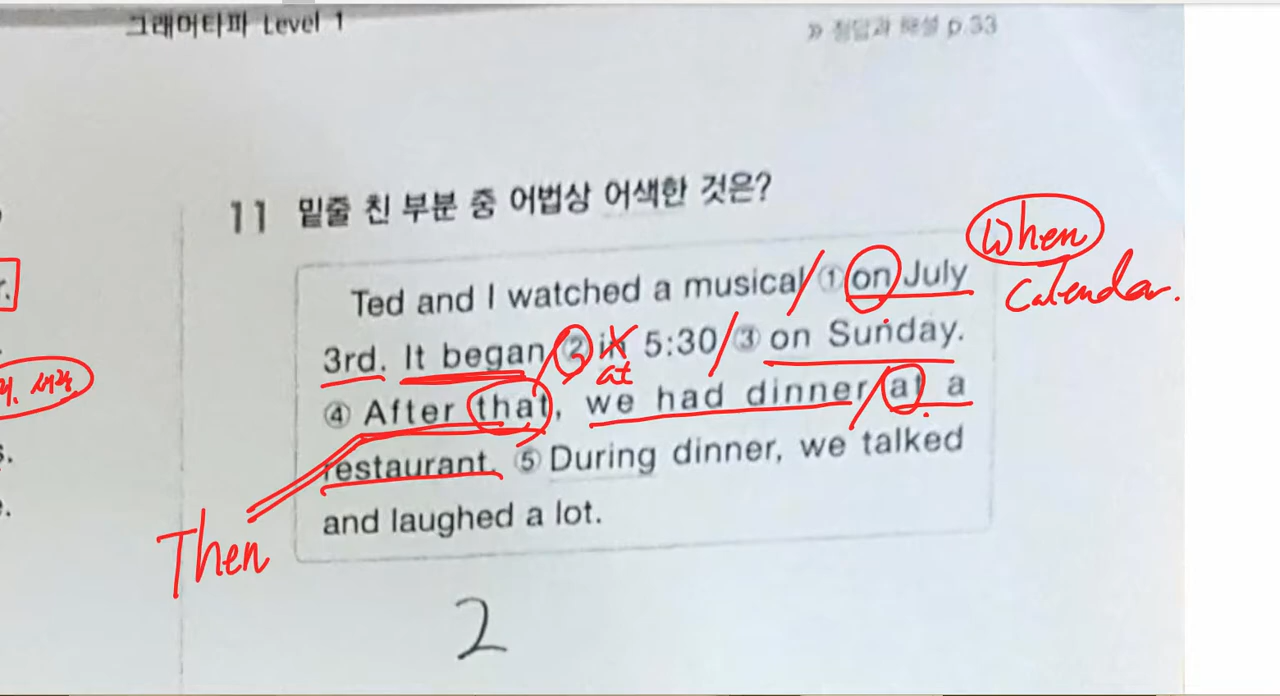 그래머타파 Level 1
» 정답과 해설 p.33
11 밑줄 친 부분 중 어법상 어색한 것은?
When
Calendar.
Ted and I watched a musical / ① on July
3rd. It began ② in 5:30 / ③ on Sunday.
at
④ After that, we had dinner / at a
restaurant. ⑤ During dinner, we talked
and laughed a lot.
Then
2